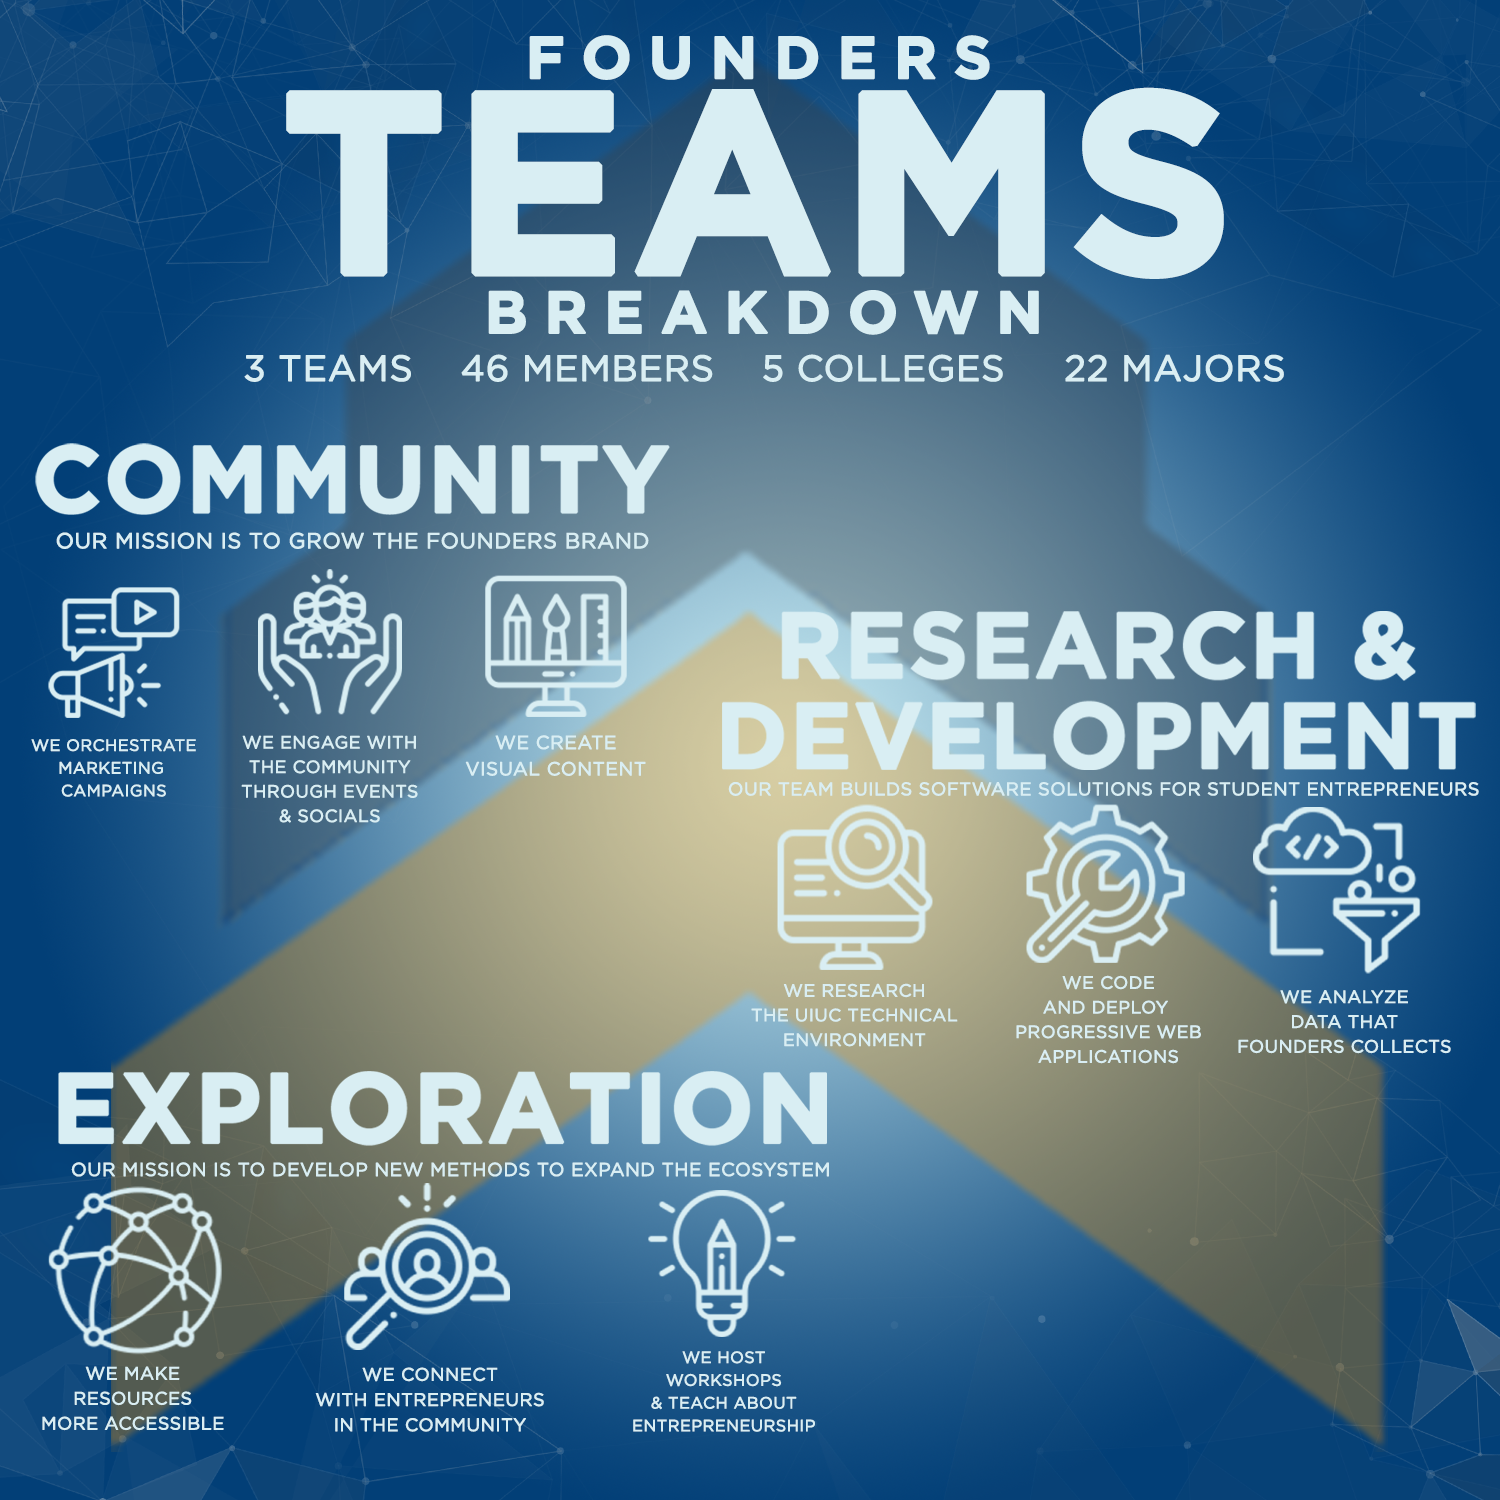 FOUNDERS
TEAMS
BREAKDOWN
3 TEAMS 46 MEMBERS 5 COLLEGES 22 MAJORS
COMMUNITY
OUR MISSION IS TO GROW THE FOUNDERS BRAND
WE ORCHESTRATE
MARKETING
CAMPAIGNS
WE ENGAGE WITH
THE COMMUNITY
THROUGH EVENTS
& SOCIALS
WE CREATE
VISUAL CONTENT
RESEARCH &
DEVELOPMENT
OUR TEAM BUILDS SOFTWARE SOLUTIONS FOR STUDENT ENTREPRENEURS
WE RESEARCH
THE UIUC TECHNICAL
ENVIRONMENT
WE CODE
AND DEPLOY
PROGRESSIVE WEB
APPLICATIONS
WE ANALYZE
DATA THAT
FOUNDERS COLLECTS
EXPLORATION
OUR MISSION IS TO DEVELOP NEW METHODS TO EXPAND THE ECOSYSTEM
WE MAKE
RESOURCES
MORE ACCESSIBLE
WE CONNECT
WITH ENTREPRENEURS
IN THE COMMUNITY
WE HOST
WORKSHOPS
& TEACH ABOUT
ENTREPRENEURSHIP